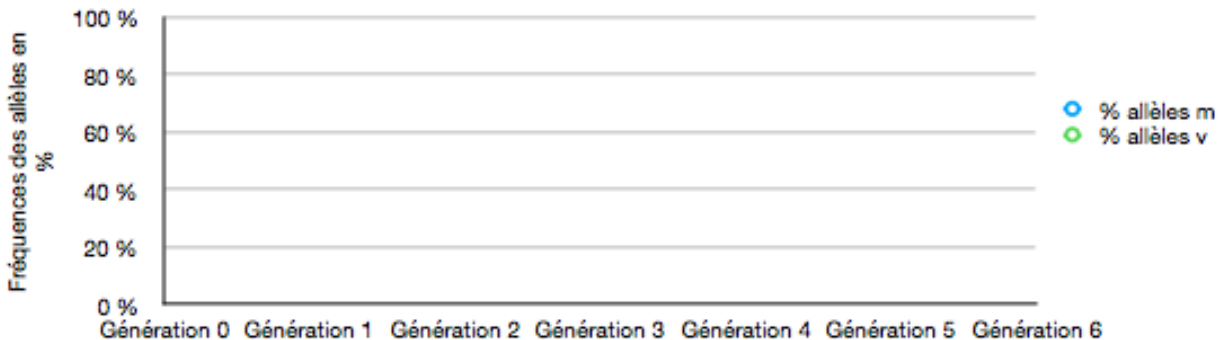 Fréquences des allèles en
%
100 %
80 %
60 %
40 %
20 %
0 %
Génération 0 Génération 1 Génération 2 Génération 3 Génération 4 Génération 5 Génération 6
% allèles m
% allèles v